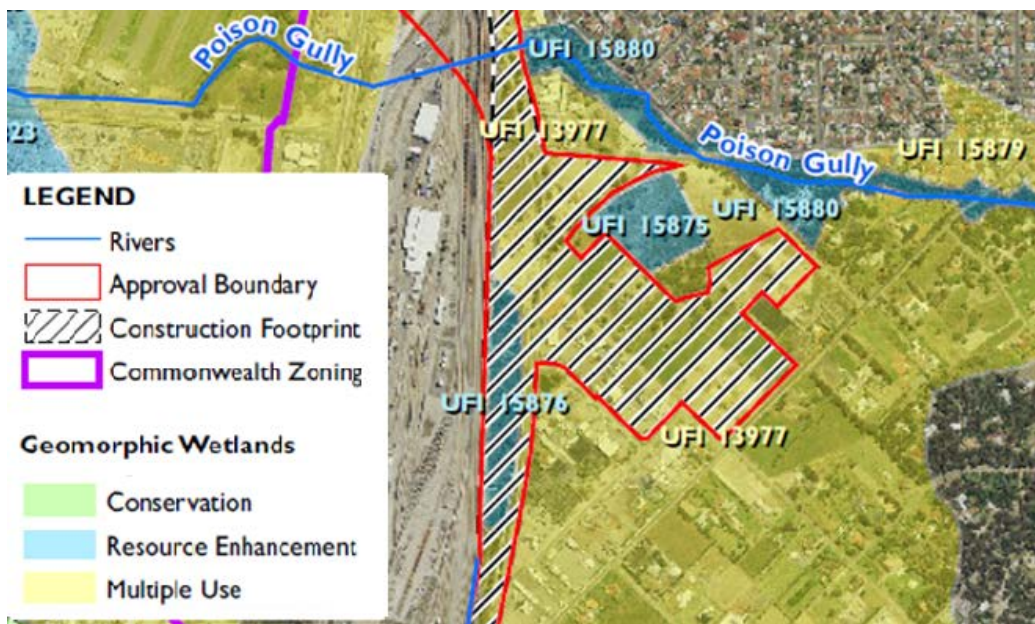 Poison Gully
UFI 15880
UFI 13977
Poison Gully
UFI 15879
23
UFI 15875
UFI 15880
LEGEND
Rivers
Approval Boundary
Construction Footprint
Commonwealth Zoning
UFI 15876
UFI 13977
Geomorphic Wetlands
Conservation
Resource Enhancement
Multiple Use